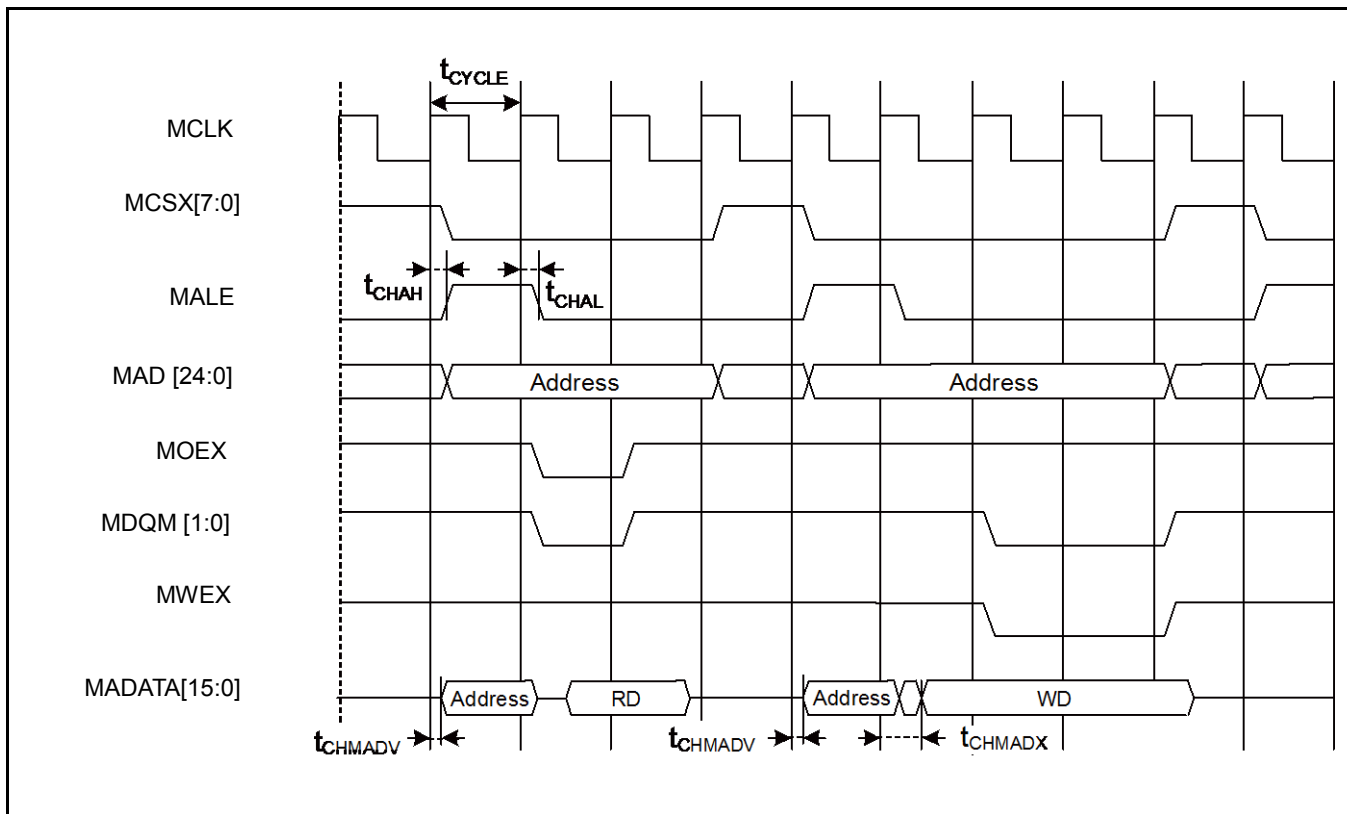 tCYCLE
MCLK
MCSX[7:0]
tCHAH
MALE
tCHAL
MAD [24:0]
Address
Address
MOEX
MDQM [1:0]
MWEX
MADATA[15:0]
Address
RD
Address
WD
tCHMADV
tCHMADV
tCHMADX